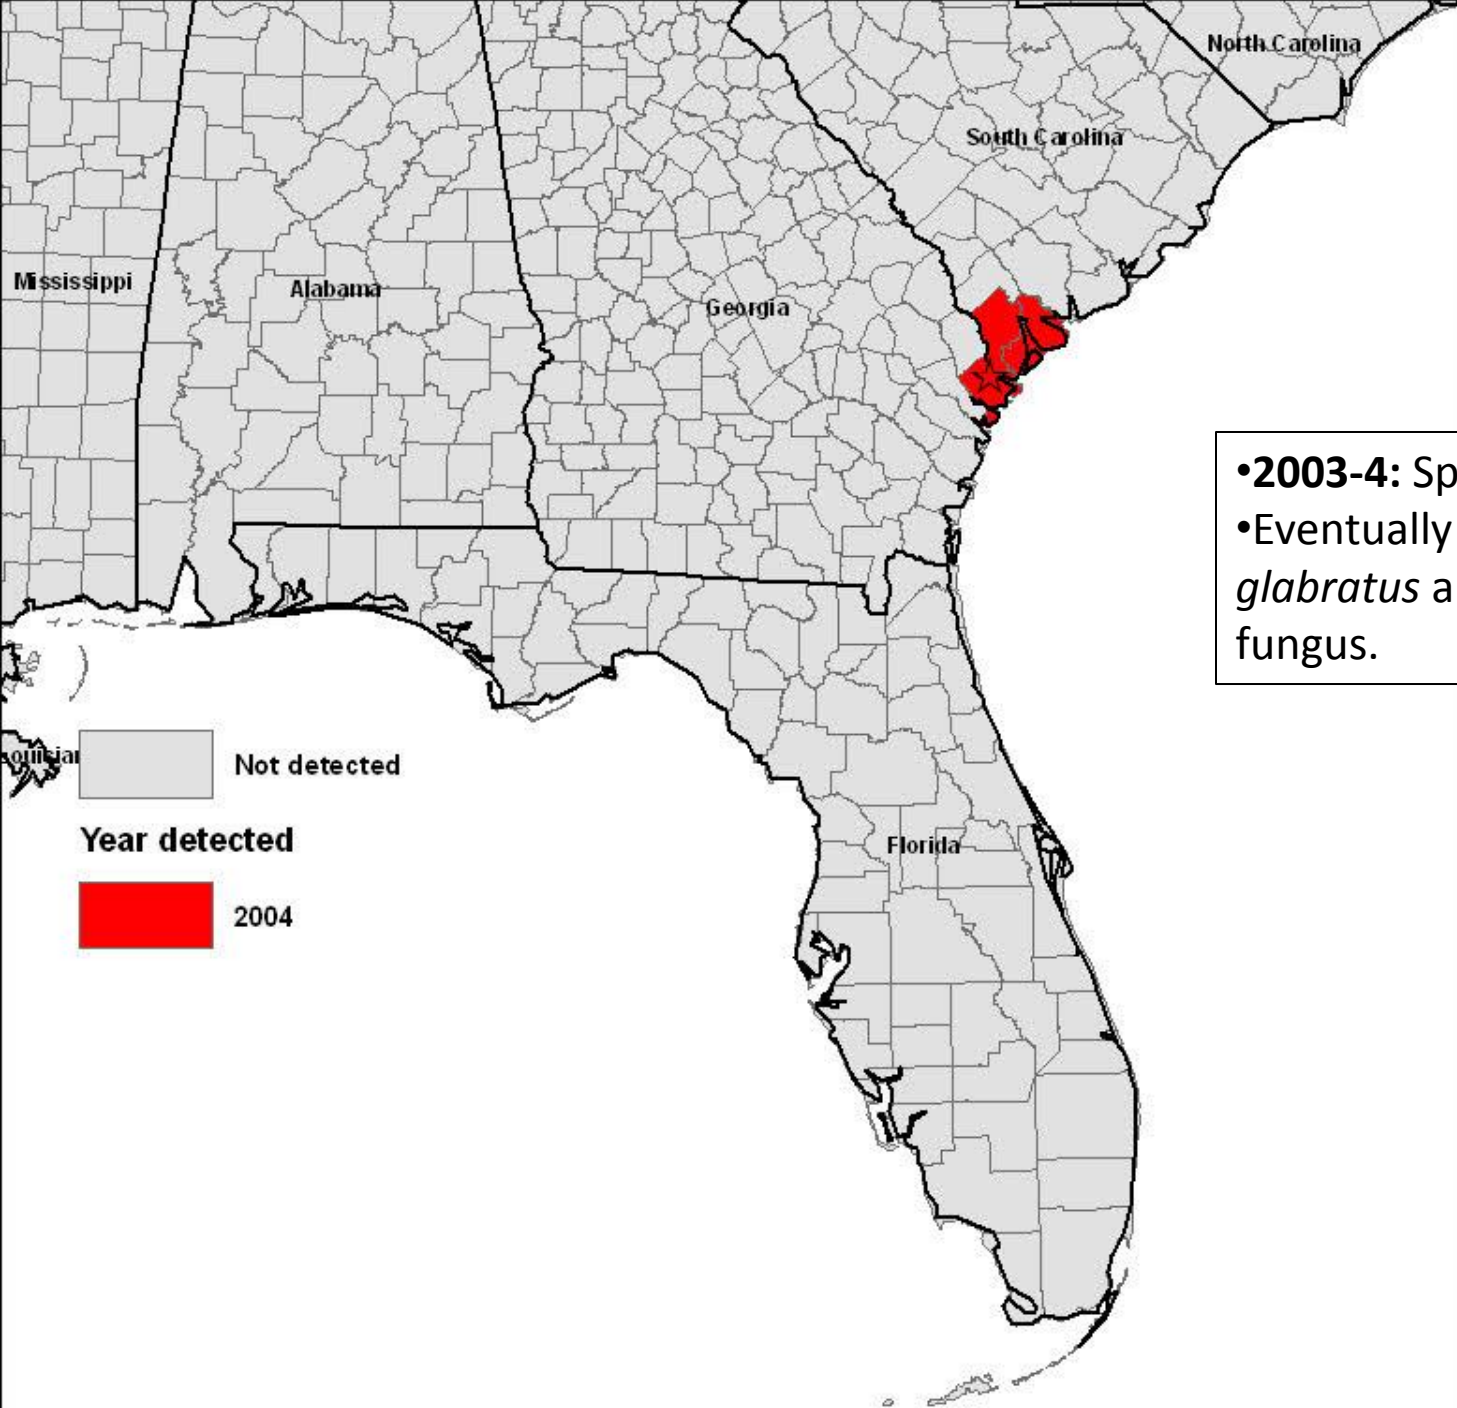 North Carolina
South Carolina
Mississippi
Alabama
Georgia
•2003-4: Sp
•Eventually
glabratus a
fungus.
ouisian
Not detected
Year detected
Florida
2004